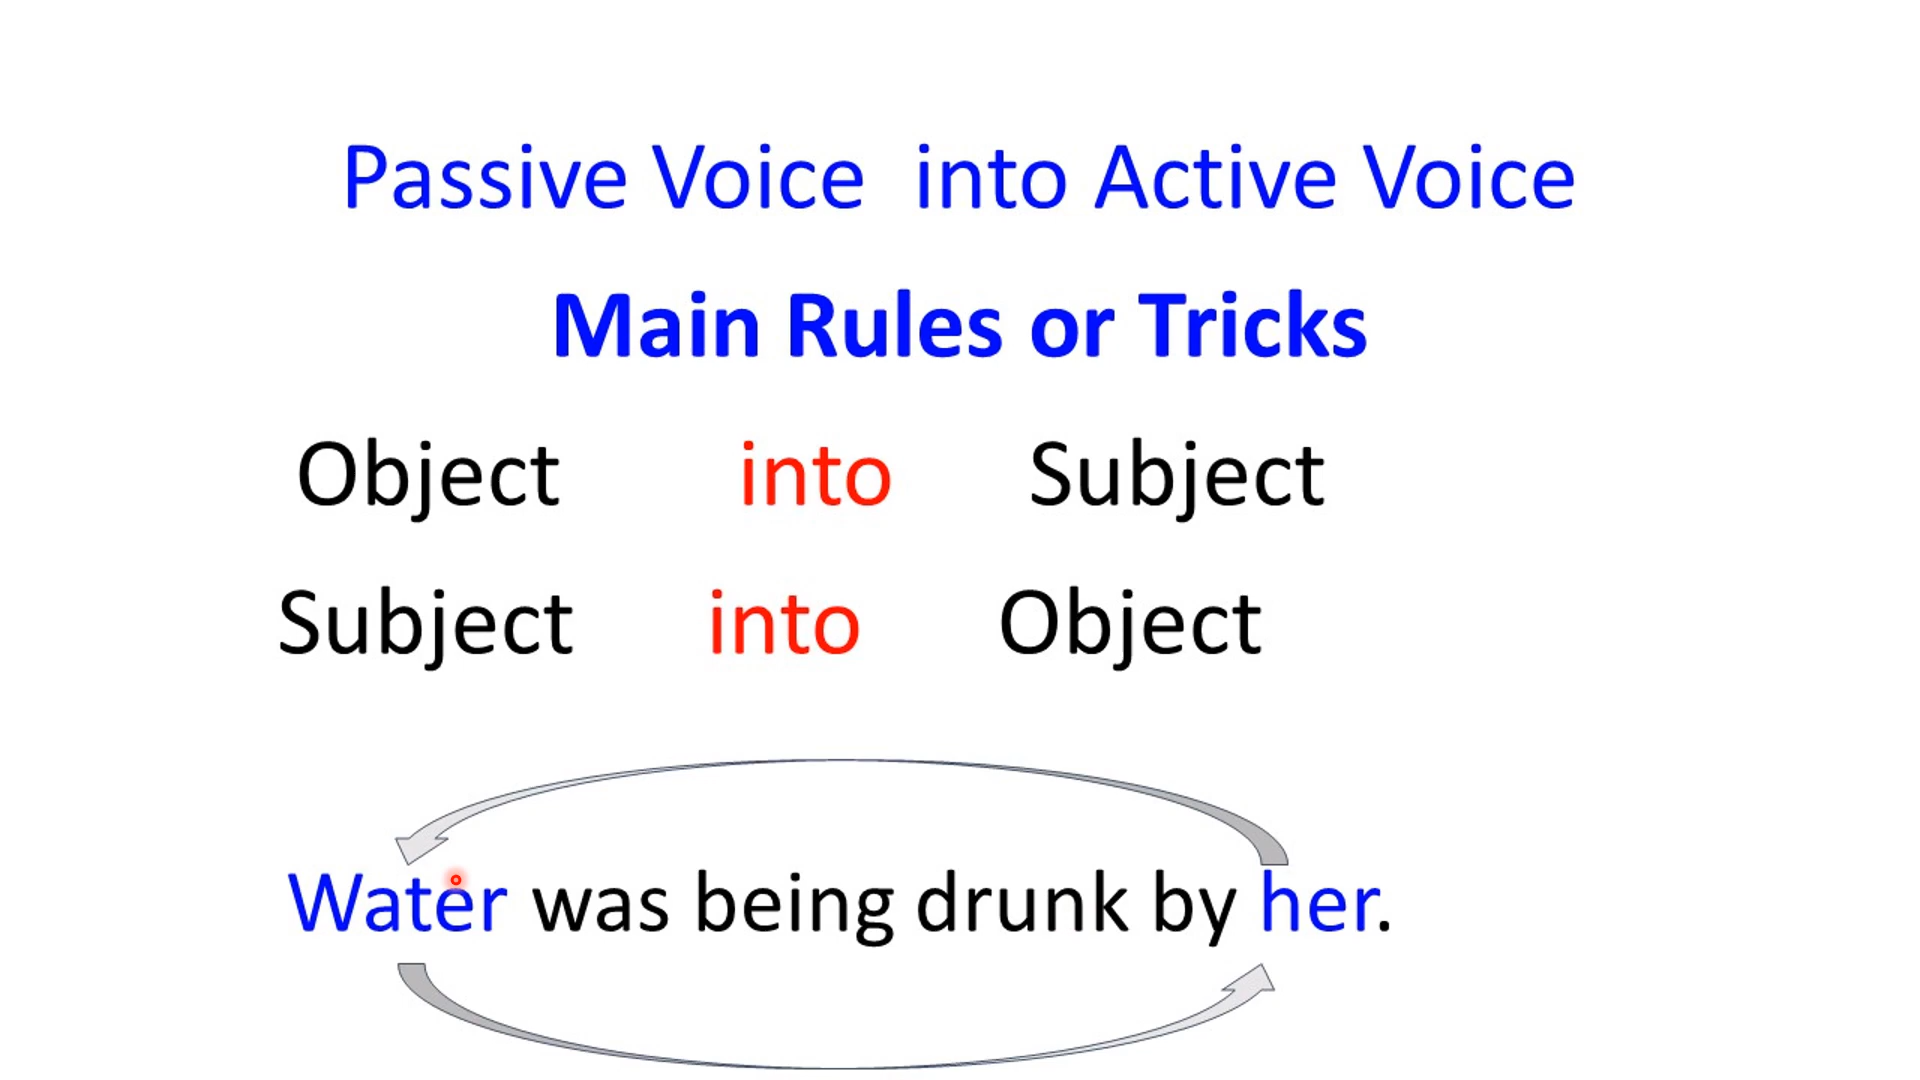 Passive Voice  into Active Voice
Main Rules or Tricks
Object into Subject
Subject into Object
Water was being drunk by her.